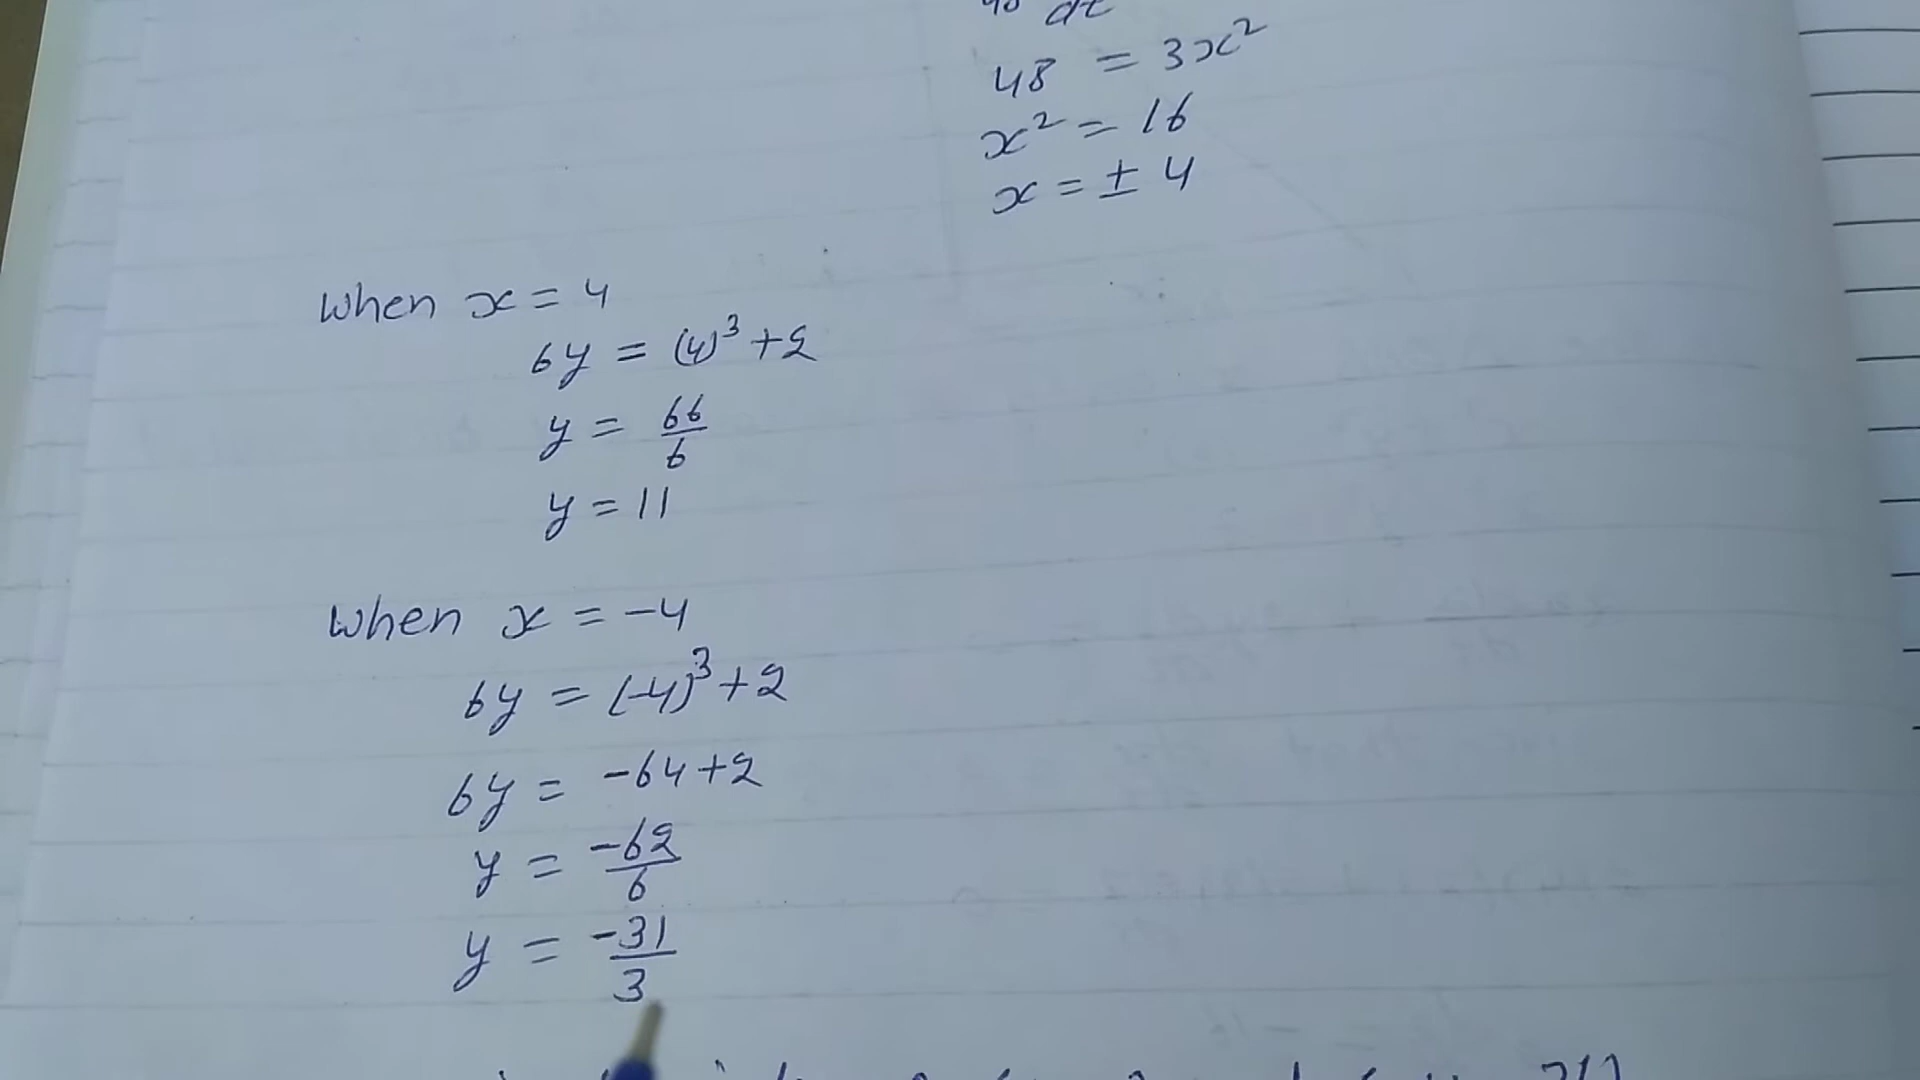 48 = 3x²
x² = 16
x = ± 4
When x = 4
6y = (4)³ + 2
y = 66/6
y = 11
When x = -4
6y = (-4)³ + 2
6y = -64 + 2
y = -62/6
y = -31/3